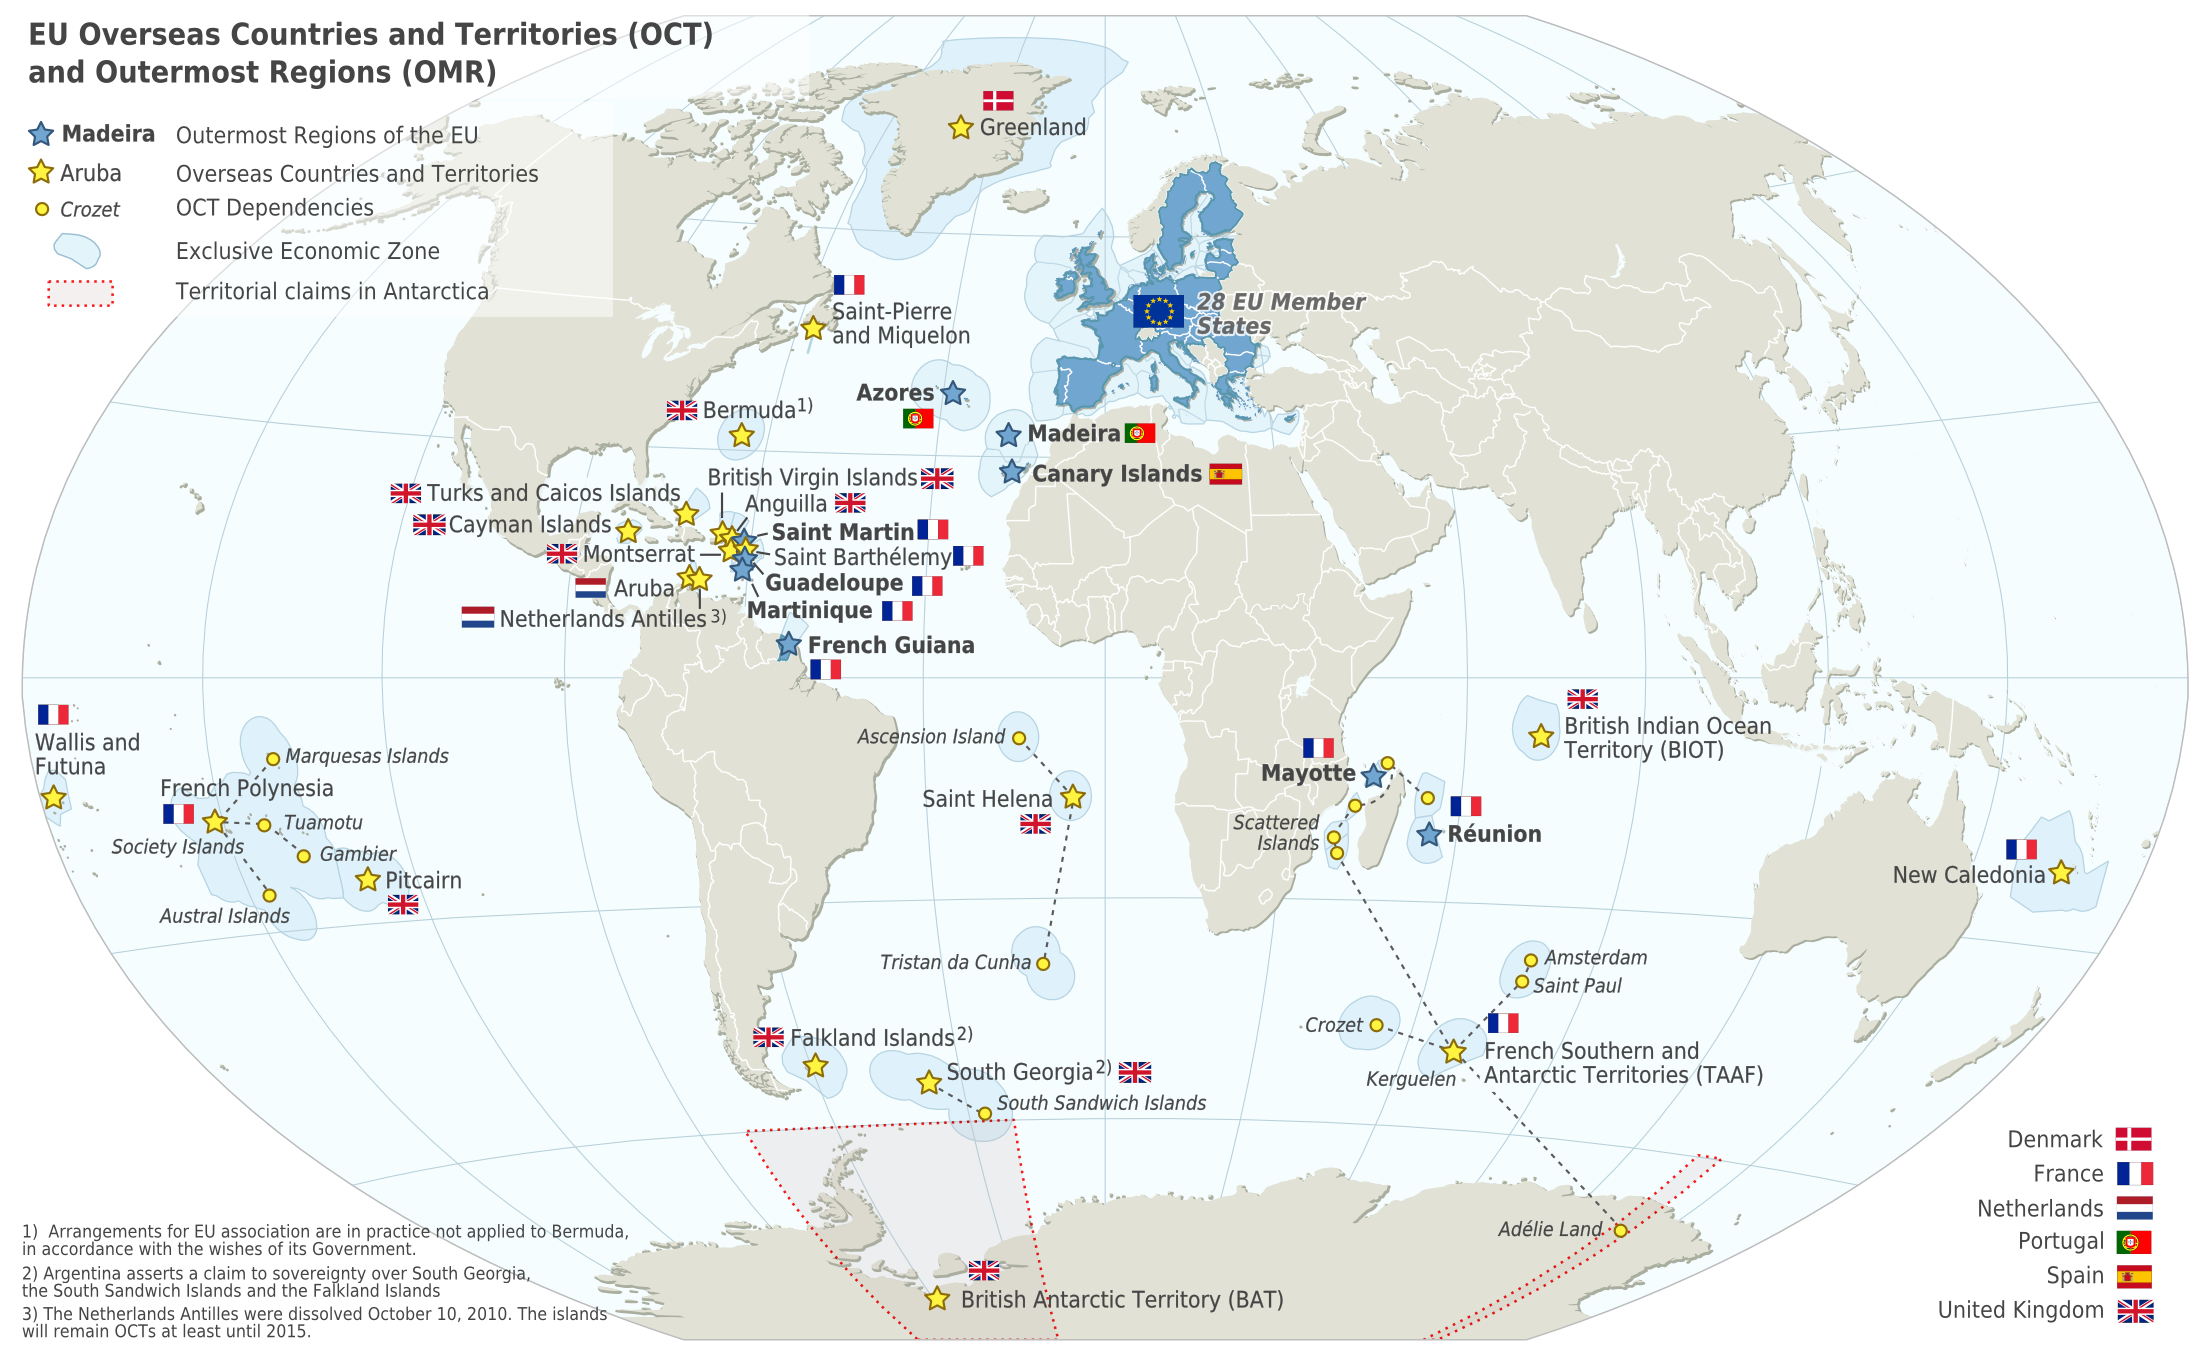 EU Overseas Countries and Territories (OCT)
and Outermost Regions (OMR)
Madeira Outermost Regions of the EU
Aruba Overseas Countries and Territories
Crozet OCT Dependencies
Exclusive Economic Zone
Territorial claims in Antarctica
Greenland
Saint-Pierre
and Miquelon
28 EU Member
States
Azores
Bermuda1)
Madeira
Canary Islands
British Virgin Islands
Turks and Caicos Islands
Anguilla
Cayman Islands
Saint Martin
Montserrat
Saint Barthélemy
Aruba
Guadeloupe
Netherlands Antilles3)
Martinique
French Guiana
Wallis and
Futuna
Marquesas Islands
French Polynesia
Tuamotu
Society Islands
Gambier
Pitcairn
Austral Islands
Ascension Island
Saint Helena
Tristan da Cunha
British Indian Ocean
Territory (BIOT)
Mayotte
Scattered
Islands
Réunion
New Caledonia
Amsterdam
Saint Paul
Crozet
French Southern and
Antarctic Territories (TAAF)
Kerguelen
Falkland Islands2)
South Georgia2)
South Sandwich Islands
Adélie Land
British Antarctic Territory (BAT)
Denmark
France
Netherlands
Portugal
Spain
United Kingdom
1) Arrangements for EU association are in practice not applied to Bermuda,
in accordance with the wishes of its Government.
2) Argentina asserts a claim to sovereignty over South Georgia,
the South Sandwich Islands and the Falkland Islands
3) The Netherlands Antilles were dissolved October 10, 2010. The islands
will remain OCTs at least until 2015.